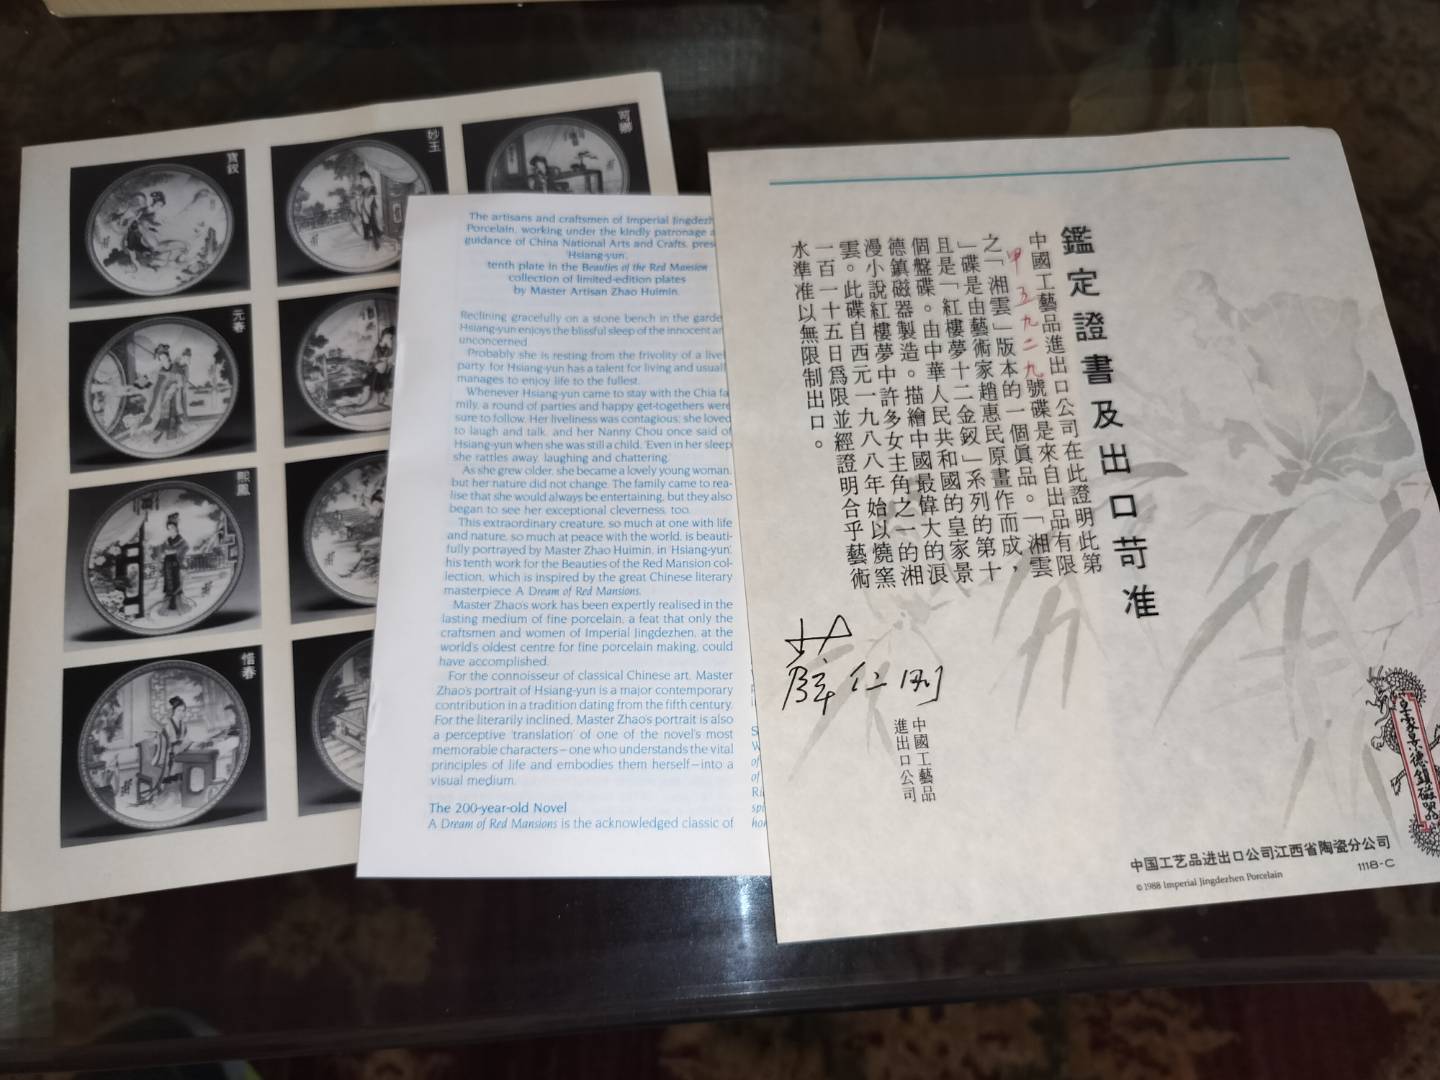 寶釵
妙玉
可卿
元春
熙鳳
惜春
The artisans and craftsmen of Imperial
Porcelain, working under the kindly patronage
guidance of China National Arts and Crafts,
'Hsiang-yun',
tenth plate in the Beauties of the Red Mansion
collection of limited-edition plates
by Master Artisan Zhao Huimin.
Reclining gracefully on a stone bench in the
Hsiang-yun enjoys the blissful sleep of the innocent
unconcerned.
Probably she is resting from the frivolity of a
party, for Hsiang-yun has a talent for living and
manages to enjoy life to the fullest.
Whenever Hsiang-yun came to stay with the Chia fa
mily, a round of parties and happy get-togethers were
sure to follow. Her liveliness was contagious; she loved
to laugh and talk, and her Nanny Chou once said of
Hsiang-yun when she was still a child, 'Even in her sleep
she rattles away, laughing and chattering.'
As she grew older, she became a lovely young woman,
but her nature did not change. The family came to rea-
lise that she would always be entertaining, but they also
began to see her exceptional cleverness, too.
This extraordinary creature, so much at one with life
and nature, so much at peace with the world, is beauti-
fully portrayed by Master Zhao Huimin, in 'Hsiang-yun',
his tenth work for the Beauties of the Red Mansion col-
lection, which is inspired by the great Chinese literary
masterpiece A Dream of Red Mansions.
Master Zhao's work has been expertly realised in the
lasting medium of fine porcelain, a feat that only the
craftsmen and women of Imperial Jingdezhen, at the
world's oldest centre for fine porcelain making, could
have accomplished.
For the connoisseur of classical Chinese art, Master
Zhao's portrait of Hsiang-yun is a major contemporary
contribution in a tradition dating from the fifth century.
For the literarily inclined, Master Zhao's portrait is also
a perceptive 'translation' of one of the novel's most
memorable characters—one who understands the vital
principles of life and embodies them herself—into a
visual medium.
The 200-year-old Novel
A Dream of Red Mansions is the acknowledged classic of
鑑定證書及出口苛准
中國工藝品進出口公司在此證明此第
甲五九二九號碟是來自出品有限
之「湘雲」版本的一個眞品。「湘雲
」碟是由藝術家趙惠民原畫作而成，
且是「紅樓夢十二金釵」系列的第十
個盤碟。由中華人民共和國的皇家景
德鎮磁器製造。描繪中國最偉大的浪
漫小說紅樓夢中許多女主角之一的湘
雲。此碟自西元一九八八年始以燒窑
一百一十五日爲限並經證明合乎藝術
水準准以無限制出口。
薛仁刚
中國工藝品
進出口公司
皇家景德鎮磁器
中国工艺品进出口公司江西省陶瓷分公司
© 1988 Imperial Jingdezhen Porcelain
1118-C